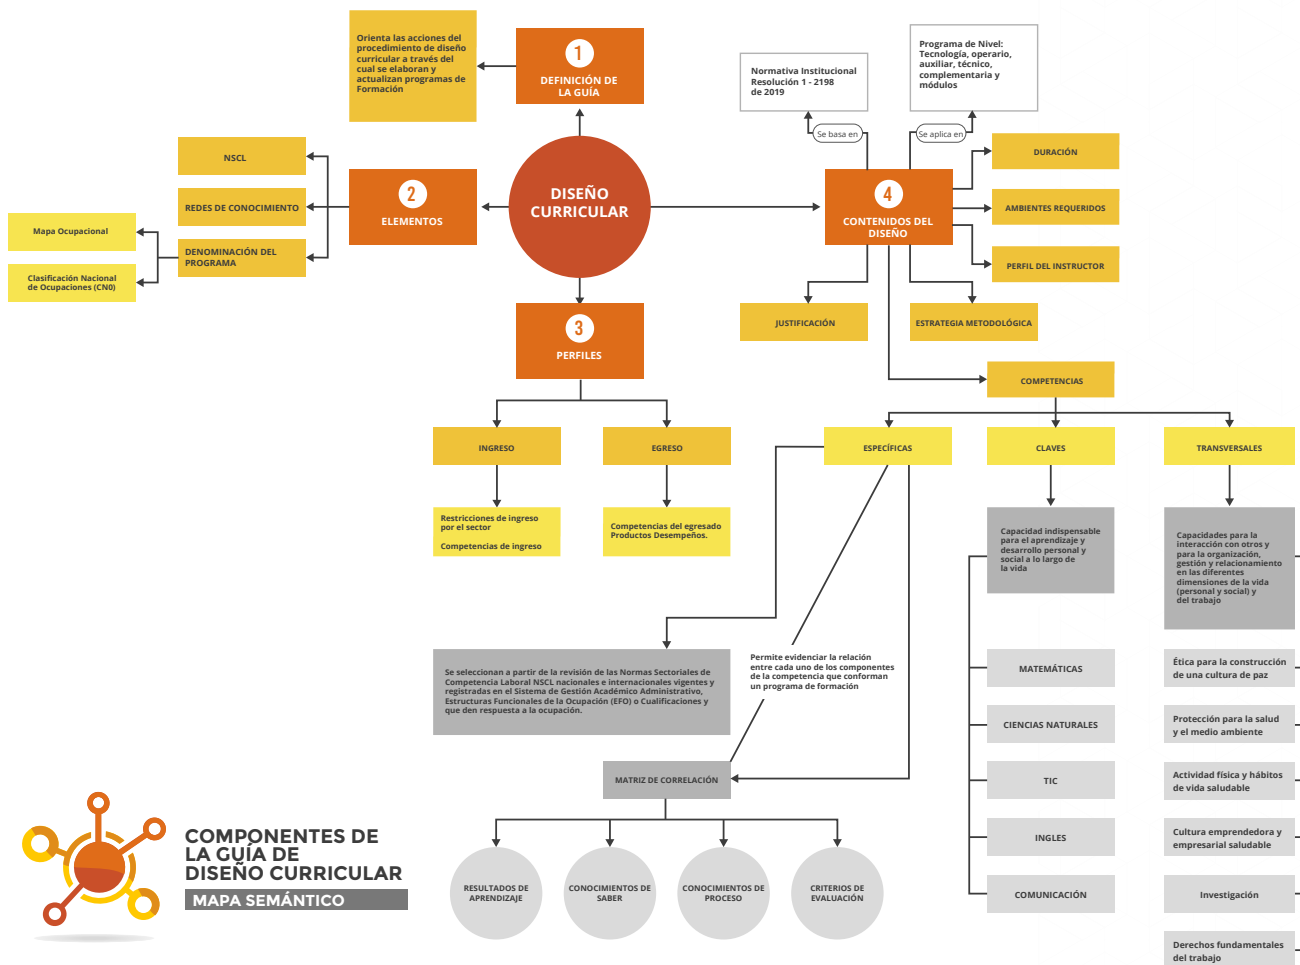 Orienta las acciones del
procedimiento de diseño
curricular a través del
cual se elaboran y
actualizan programas de
Formación
1
DEFINICIÓN DE
LA GUÍA
Normativa Institucional
Resolución 1 - 2198
de 2019
Programa de Nivel:
Tecnología, operario,
auxiliar, técnico,
complementaria y
módulos
Se basa en
Se aplica en
NSCL
REDES DE CONOCIMIENTO
DENOMINACIÓN DEL
PROGRAMA
Mapa Ocupacional
Clasificación Nacional
de Ocupaciones (CN0)
2
ELEMENTOS
DISEÑO
CURRICULAR
4
CONTENIDOS DEL
DISEÑO
DURACIÓN
AMBIENTES REQUERIDOS
PERFIL DEL INSTRUCTOR
JUSTIFICACIÓN
ESTRATEGIA METODOLÓGICA
3
PERFILES
COMPETENCIAS
INGRESO
EGRESO
ESPECÍFICAS
CLAVES
TRANSVERSALES
Restricciones de ingreso
por el sector
Competencias de ingreso
Competencias del egresado
Productos Desempeños.
Capacidad indispensable
para el aprendizaje y
desarrollo personal y
social a lo largo de
la vida
Capacidades para la
interacción con otros y
para la organización,
gestión y relacionamiento
en las diferentes
dimensiones de la vida
(personal y social) y
del trabajo
Se seleccionan a partir de la revisión de las Normas Sectoriales de
Competencia Laboral NSCL nacionales e internacionales vigentes y
registradas en el Sistema de Gestión Académico Administrativo,
Estructuras Funcionales de la Ocupación (EFO) o Cualificaciones y
que den respuesta a la ocupación.
Permite evidenciar la relación
entre cada uno de los componentes
de la competencia que conforman
un programa de formación
MATEMÁTICAS
CIENCIAS NATURALES
TIC
INGLES
COMUNICACIÓN
Ética para la construcción
de una cultura de paz
Protección para la salud
y el medio ambiente
Actividad física y hábitos
de vida saludable
Cultura emprendedora y
empresarial saludable
Investigación
Derechos fundamentales
del trabajo
MATRIZ DE CORRELACIÓN
RESULTADOS DE
APRENDIZAJE
CONOCIMIENTOS DE
SABER
CONOCIMIENTOS DE
PROCESO
CRITERIOS DE
EVALUACIÓN
COMPONENTES DE
LA GUÍA DE
DISEÑO CURRICULAR
MAPA SEMÁNTICO